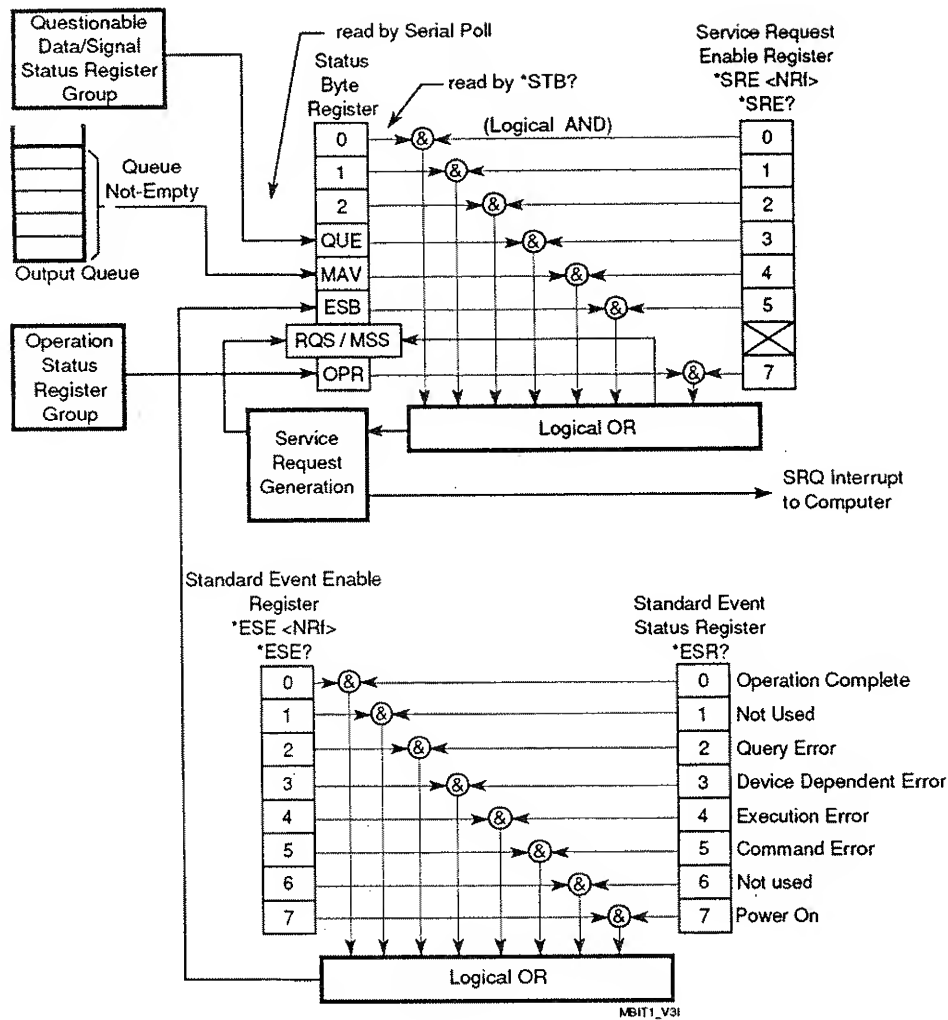 Questionable
Data/Signal
Status Register
Group
read by Serial Poll
Status
Byte
Register
read by *STB?
(Logical AND)
Service Request
Enable Register
*SRE <NRf>
*SRE?
0
1
2
QUE
MAV
ESB
RQS / MSS
OPR
&
&
&
&
&
&
&
0
1
2
3
4
5
7
Queue
Not-Empty
Output Queue
Operation
Status
Register
Group
Logical OR
Service
Request
Generation
SRQ Interrupt
to Computer
Standard Event Enable
Register
*ESE <NRf>
*ESE?
Standard Event
Status Register
*ESR?
0
1
2
3
4
5
6
7
&
&
&
&
&
&
&
&
0 Operation Complete
1 Not Used
2 Query Error
3 Device Dependent Error
4 Execution Error
5 Command Error
6 Not used
7 Power On
Logical OR
MBIT1_V3I